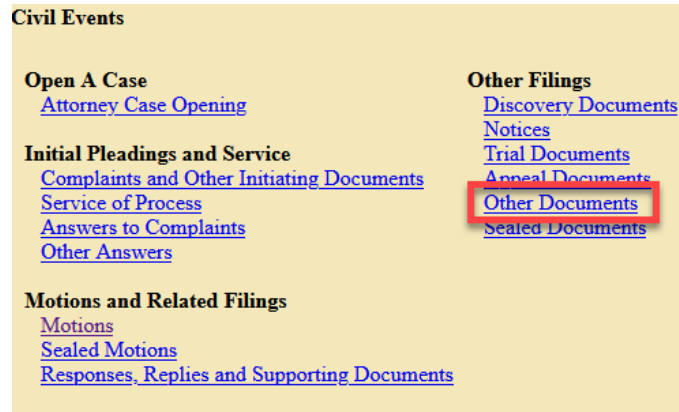 Civil Events
Open A Case
Attorney Case Opening
Initial Pleadings and Service
Complaints and Other Initiating Documents
Service of Process
Answers to Complaints
Other Answers
Motions and Related Filings
Motions
Sealed Motions
Responses, Replies and Supporting Documents
Other Filings
Discovery Documents
Notices
Trial Documents
Appeal Documents
Other Documents
Sealed Documents